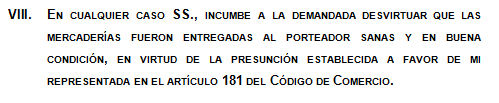 VIII. EN CUALQUIER CASO SS., INCUMBE A LA DEMANDADA DESVIRTUAR QUE LAS
MERCADERÍAS FUERON ENTREGADAS AL PORTEADOR SANAS Y EN BUENA
CONDICIÓN, EN VIRTUD DE LA PRESUNCIÓN ESTABLECIDA A FAVOR DE MI
REPRESENTADA EN EL ARTÍCULO 181 DEL CÓDIGO DE COMERCIO.